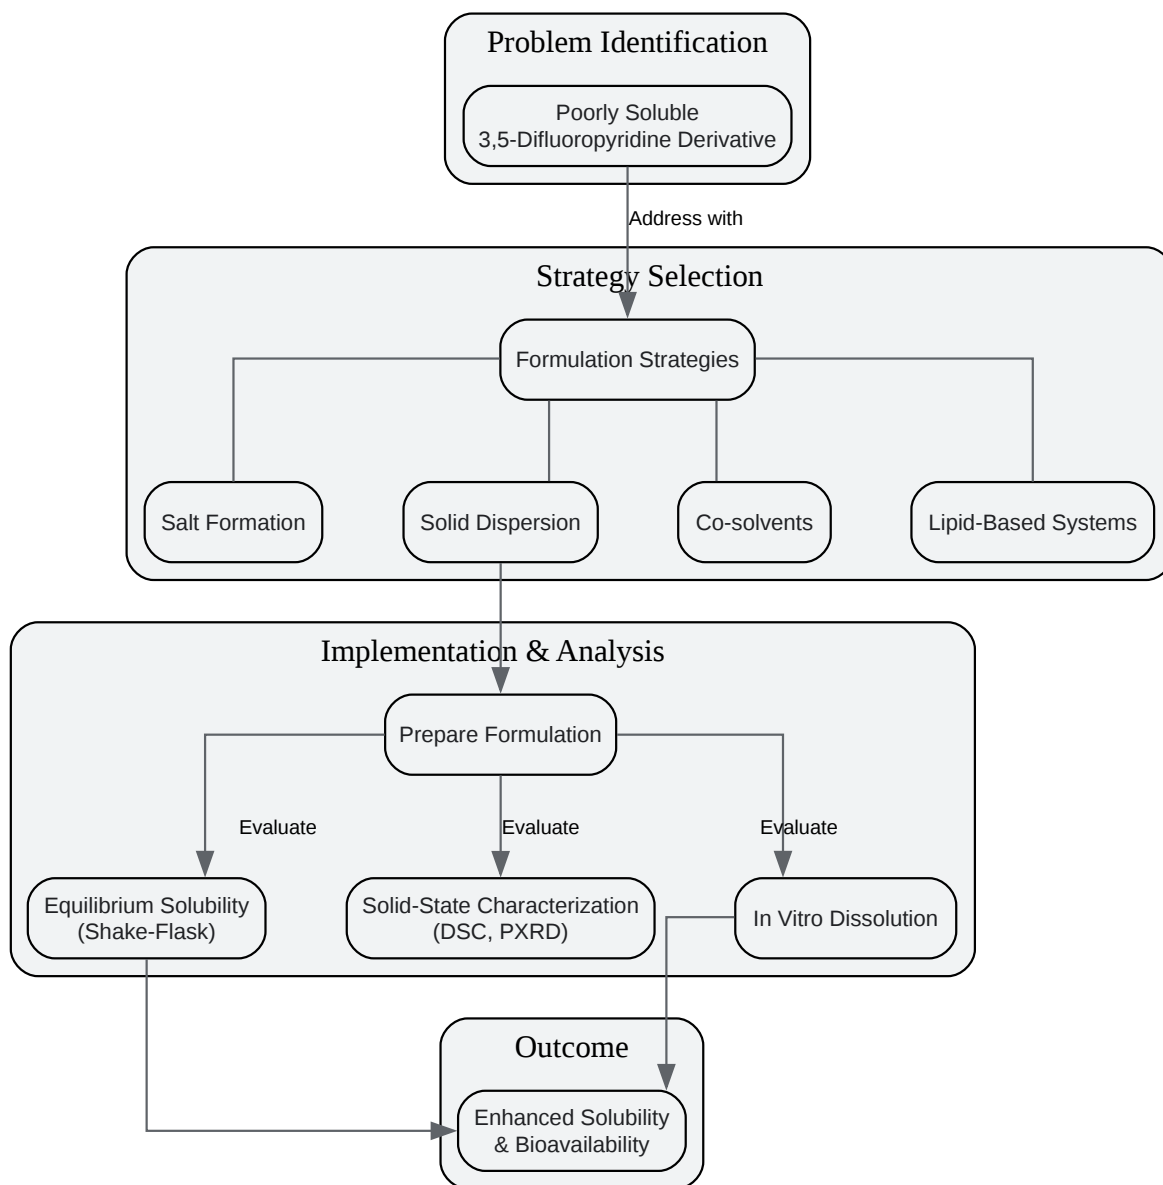 Problem Identification
Poorly Soluble
3,5-Difluoropyridine Derivative
Address with
Strategy Selection
Formulation Strategies
Salt Formation
Solid Dispersion
Co-solvents
Lipid-Based Systems
Implementation & Analysis
Prepare Formulation
Evaluate
Evaluate
Evaluate
Equilibrium Solubility
(Shake-Flask)
Solid-State Characterization
(DSC, PXRD)
In Vitro Dissolution
Outcome
Enhanced Solubility
& Bioavailability